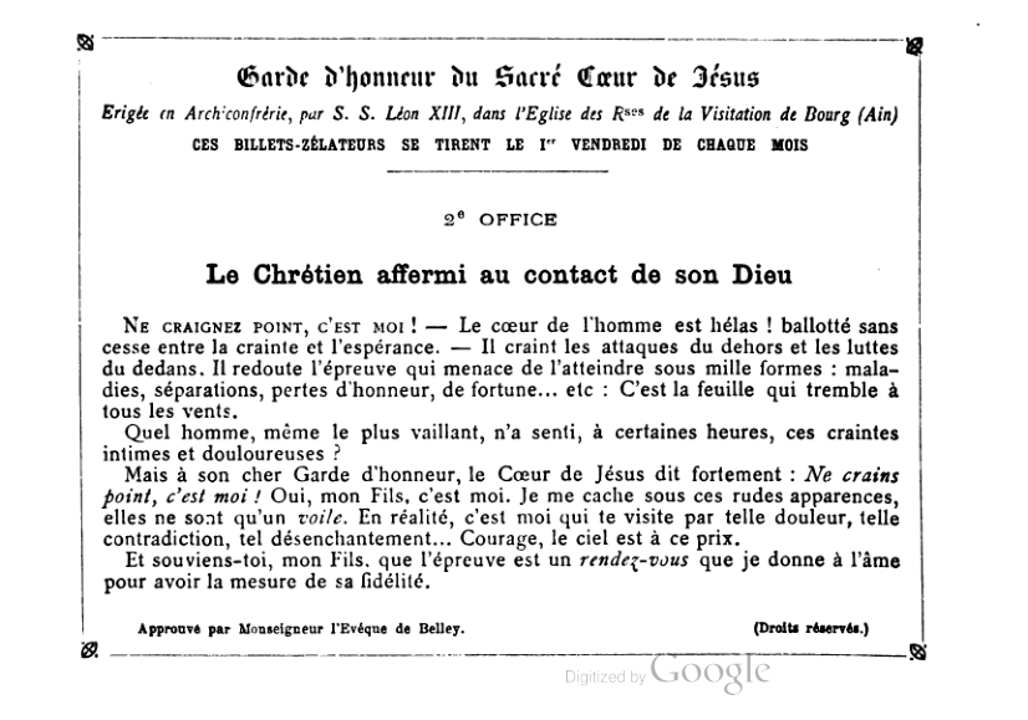 Garde d'honneur du Sacré Cœur de Jésus
Erigée en Archiconfrérie, par S. S. Léon XIII, dans l'Eglise des Rses de la Visitation de Bourg (Ain)
CES BILLETS-ZÉLATEURS SE TIRENT LE Ier VENDREDI DE CHAQUE MOIS
2e OFFICE
Le Chrétien affermi au contact de son Dieu
NE CRAIGNEZ POINT, C'EST MOI ! — Le cœur de l'homme est hélas ! ballotté sans
cesse entre la crainte et l'espérance. — Il craint les attaques du dehors et les luttes
du dedans. Il redoute l'épreuve qui menace de l'atteindre sous mille formes : mala-
dies, séparations, pertes d'honneur, de fortune... etc : C'est la feuille qui tremble à
tous les vents.
Quel homme, même le plus vaillant, n'a senti, à certaines heures, ces craintes
intimes et douloureuses ?
Mais à son cher Garde d'honneur, le Cœur de Jésus dit fortement : Ne crains
point, c'est moi ! Oui, mon Fils, c'est moi. Je me cache sous ces rudes apparences,
elles ne sont qu'un voile. En réalité, c'est moi qui te visite par telle douleur, telle
contradiction, tel désenchantement... Courage, le ciel est à ce prix.
Et souviens-toi, mon Fils, que l'épreuve est un rendez-vous que je donne à l'âme
pour avoir la mesure de sa fidélité.
Approuvé par Monseigneur l'Evêque de Belley. (Droits réservés.)
Digitized by Google